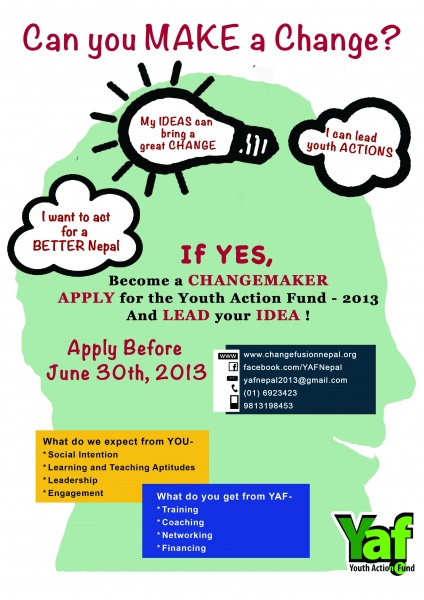 Can you MAKE a Change?
My IDEAS can
bring a
great CHANGE
I can lead
youth ACTIONS
I want to act
for a
BETTER Nepal
If YES,
Become a CHANGEMAKER
APPLY for the Youth Action Fund - 2013
And LEAD your IDEA !
Apply Before
June 30th, 2013
www www.changefusionnepal.org
f facebook.com/YAFNepal
yafnepal2013@gmail.com
(01) 6923423
9813198453
What do we expect from YOU-
* Social Intention
* Learning and Teaching Aptitudes
* Leadership
* Engagement
What do you get from YAF-
* Training
* Coaching
* Networking
* Financing
Yaf
Youth Action Fund